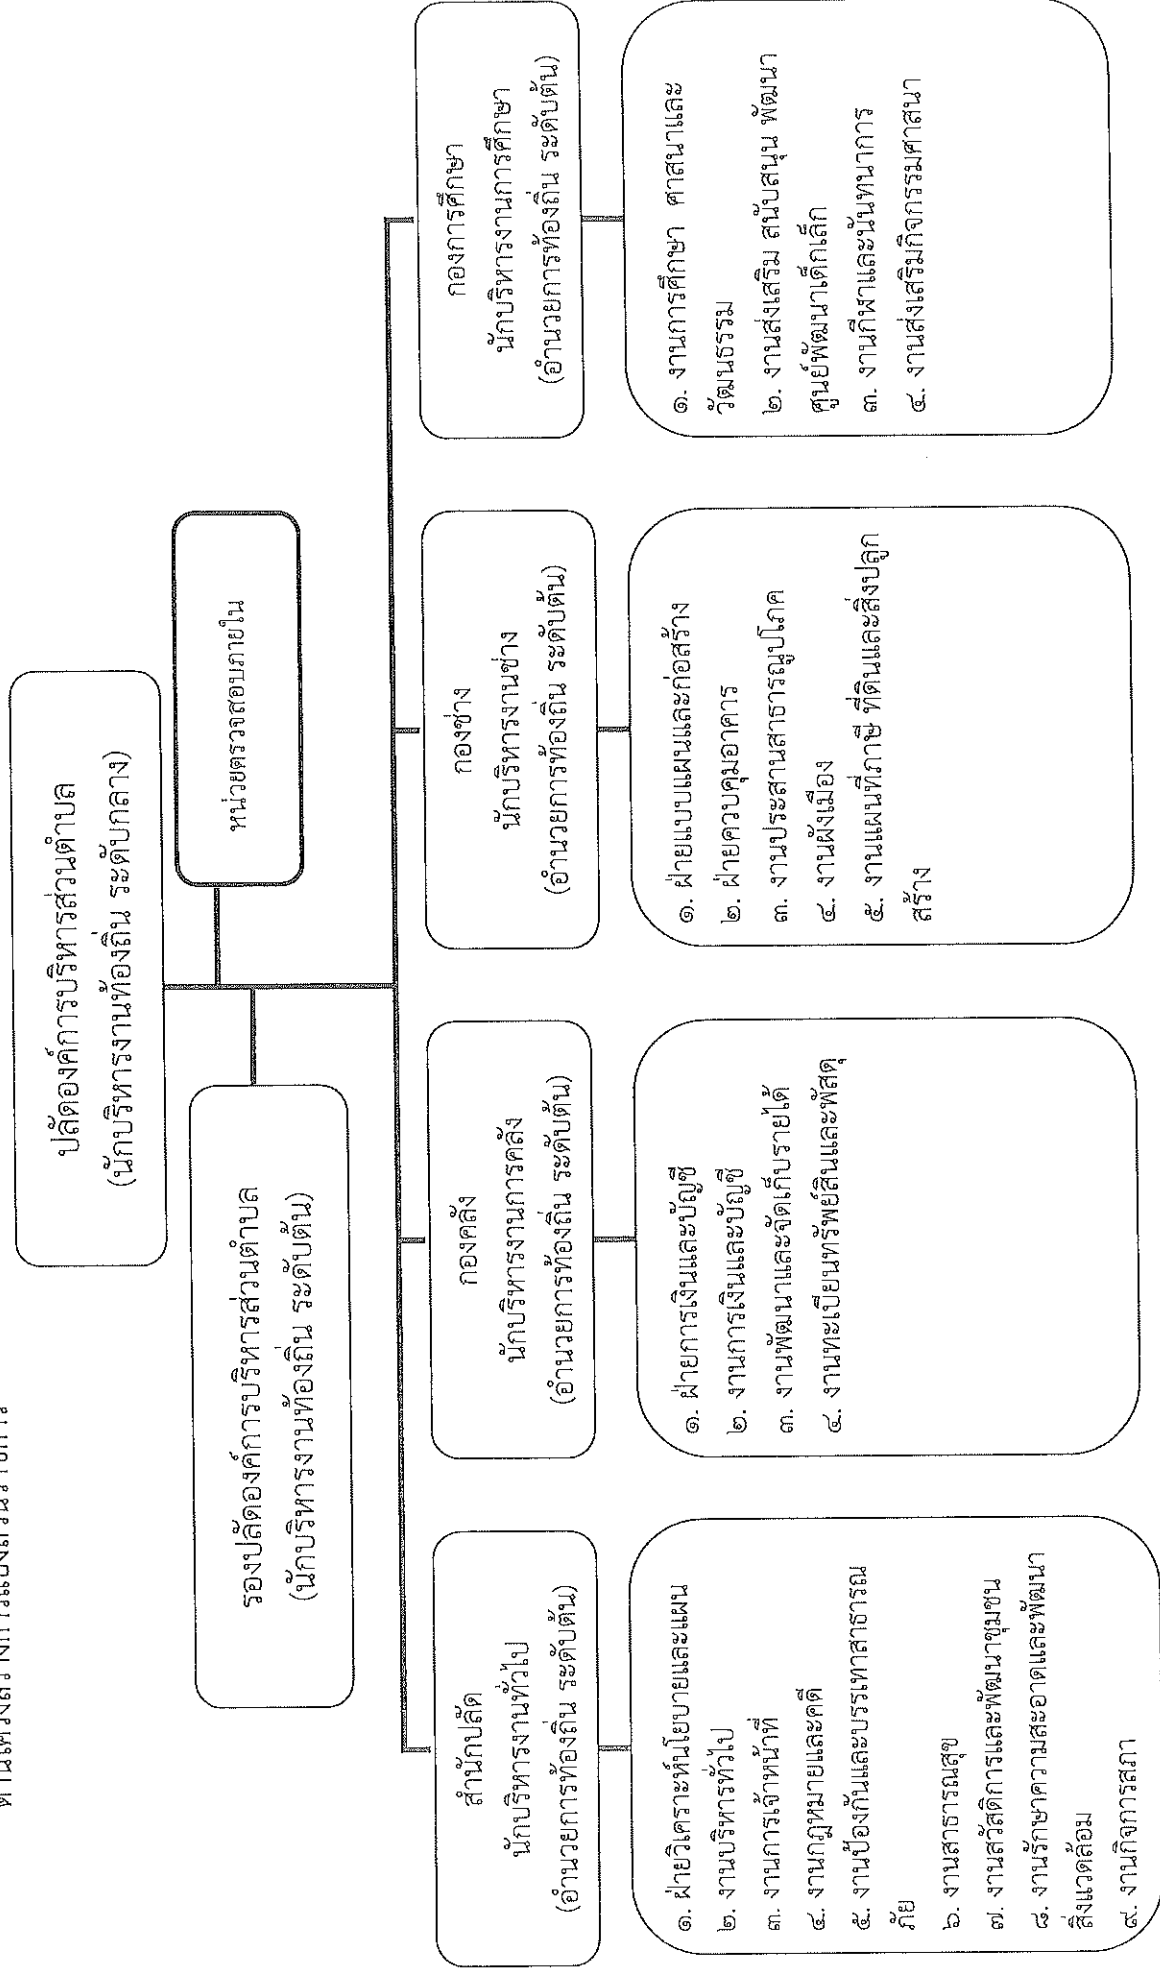 ปลัดองค์การบริหารส่วนตำบล
(นักบริหารงานท้องถิ่น ระดับกลาง)
หน่วยตรวจสอบภายใน
รองปลัดองค์การบริหารส่วนตำบล
(นักบริหารงานท้องถิ่น ระดับต้น)
สำนักปลัด
นักบริหารงานทั่วไป
(อำนวยการท้องถิ่น ระดับต้น)
๑. ฝ่ายวิเคราะห์นโยบายและแผน
๒. งานบริหารทั่วไป
๓. งานการเจ้าหน้าที่
๔. งานกฎหมายและคดี
๕. งานป้องกันและบรรเทาสาธารณ
ภัย
๖. งานสาธารณสุข
๗. งานสวัสดิการและพัฒนาชุมชน
๘. งานรักษาความสะอาดและพัฒนา
สิ่งแวดล้อม
๙. งานกิจการสภา
กองคลัง
นักบริหารงานการคลัง
(อำนวยการท้องถิ่น ระดับต้น)
๑. ฝ่ายการเงินและบัญชี
๒. งานการเงินและบัญชี
๓. งานพัฒนาและจัดเก็บรายได้
๔. งานทะเบียนทรัพย์สินและพัสดุ
กองช่าง
นักบริหารงานช่าง
(อำนวยการท้องถิ่น ระดับต้น)
๑. ฝ่ายแบบแผนและก่อสร้าง
๒. ฝ่ายควบคุมอาคาร
๓. งานประสานสาธารณูปโภค
๔. งานผังเมือง
๕. งานแผนที่ภาษี ที่ดินและสิ่งปลูก
สร้าง
กองการศึกษา
นักบริหารงานการศึกษา
(อำนวยการท้องถิ่น ระดับต้น)
๑. งานการศึกษา ศาสนาและ
วัฒนธรรม
๒. งานส่งเสริม สนับสนุน พัฒนา
ศูนย์พัฒนาเด็กเล็ก
๓. งานกีฬาและนันทนาการ
๔. งานส่งเสริมกิจกรรมศาสนา